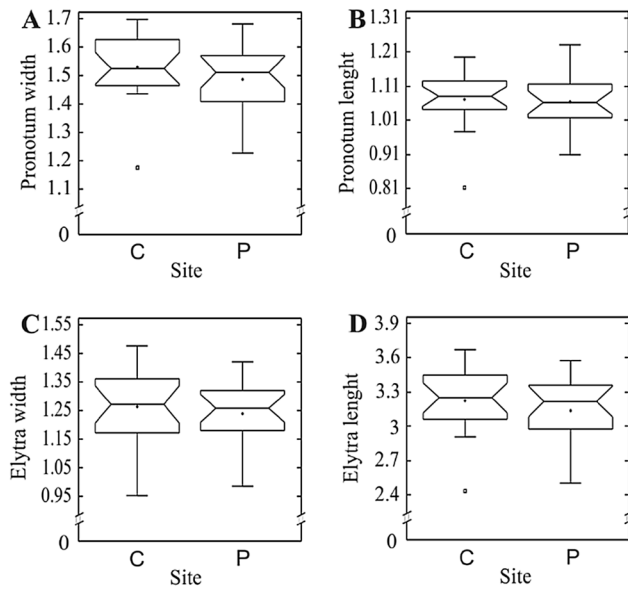 A
Pronotum width
1.7
1.6
1.5
1.4
1.3
1.2
1.1
0
C P
Site
B
Pronotum lenght
1.31
1.21
1.11
1.01
0.91
0.81
0
C P
Site
C
Elytra width
1.55
1.45
1.35
1.25
1.15
1.05
0.95
0
C P
Site
D
Elytra lenght
3.9
3.6
3.3
3
2.7
2.4
0
C P
Site